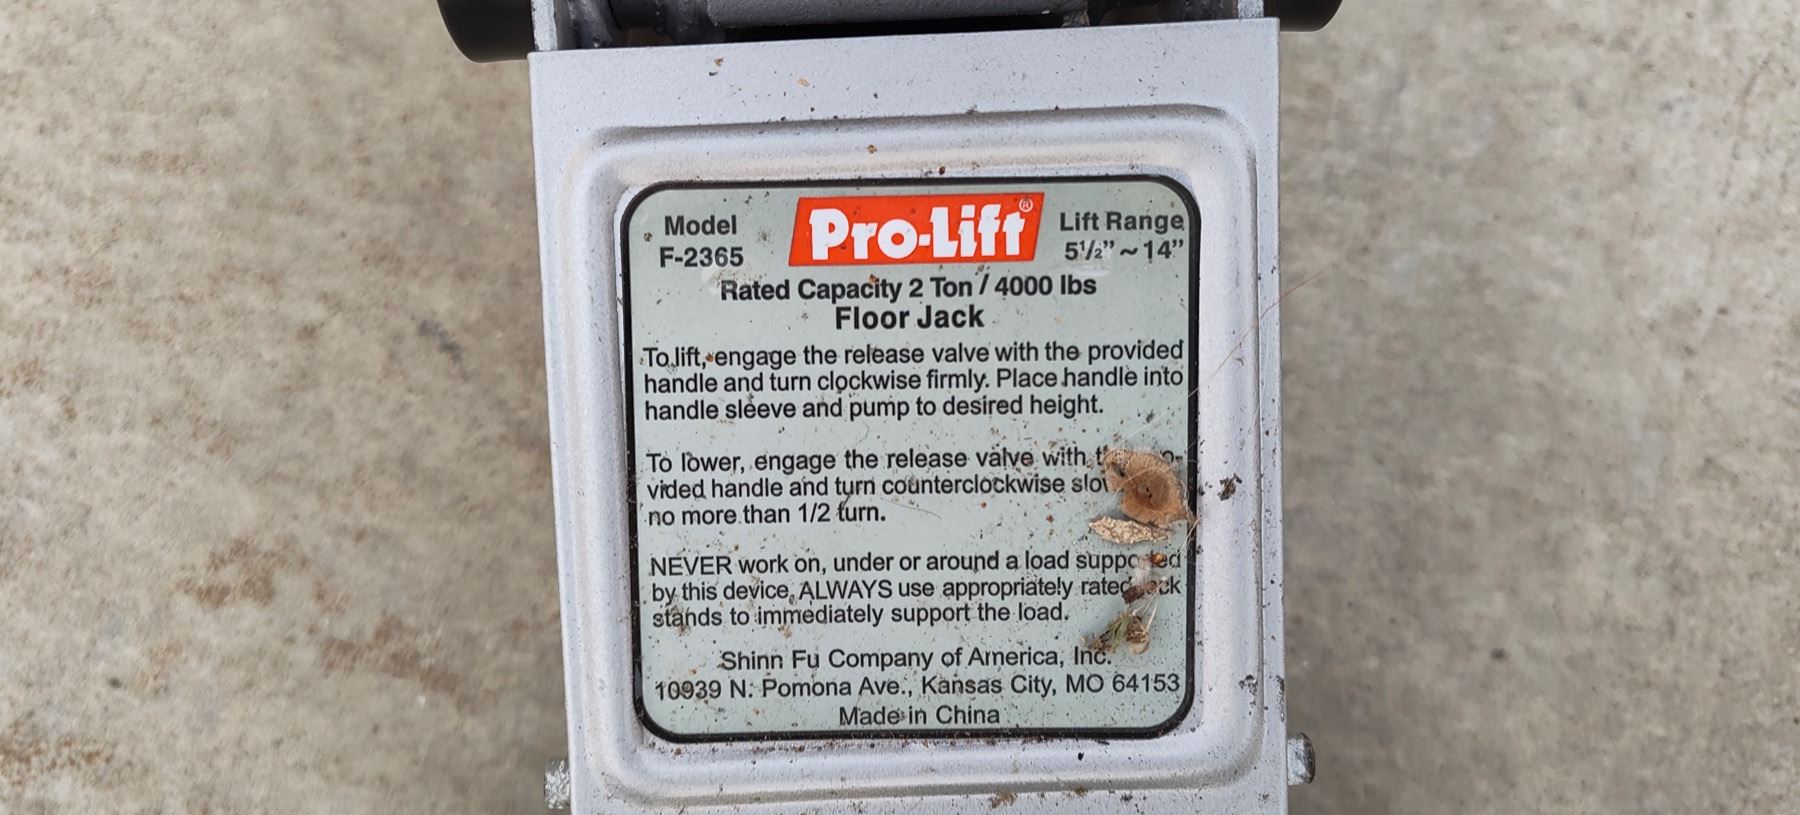 Model
F-2365
Pro-Lift®
Lift Range
5½" ~ 14"
Rated Capacity 2 Ton / 4000 lbs
Floor Jack
To lift, engage the release valve with the provided
handle and turn clockwise firmly. Place handle into
handle sleeve and pump to desired height.
To lower, engage the release valve with
vided handle and turn counterclockwise
no more than 1/2 turn.
NEVER work on, under or around a load supported
by this device, ALWAYS use appropriately rated
stands to immediately support the load.
Shinn Fu Company of America, Inc.
10939 N. Pomona Ave., Kansas City, MO 64153
Made in China